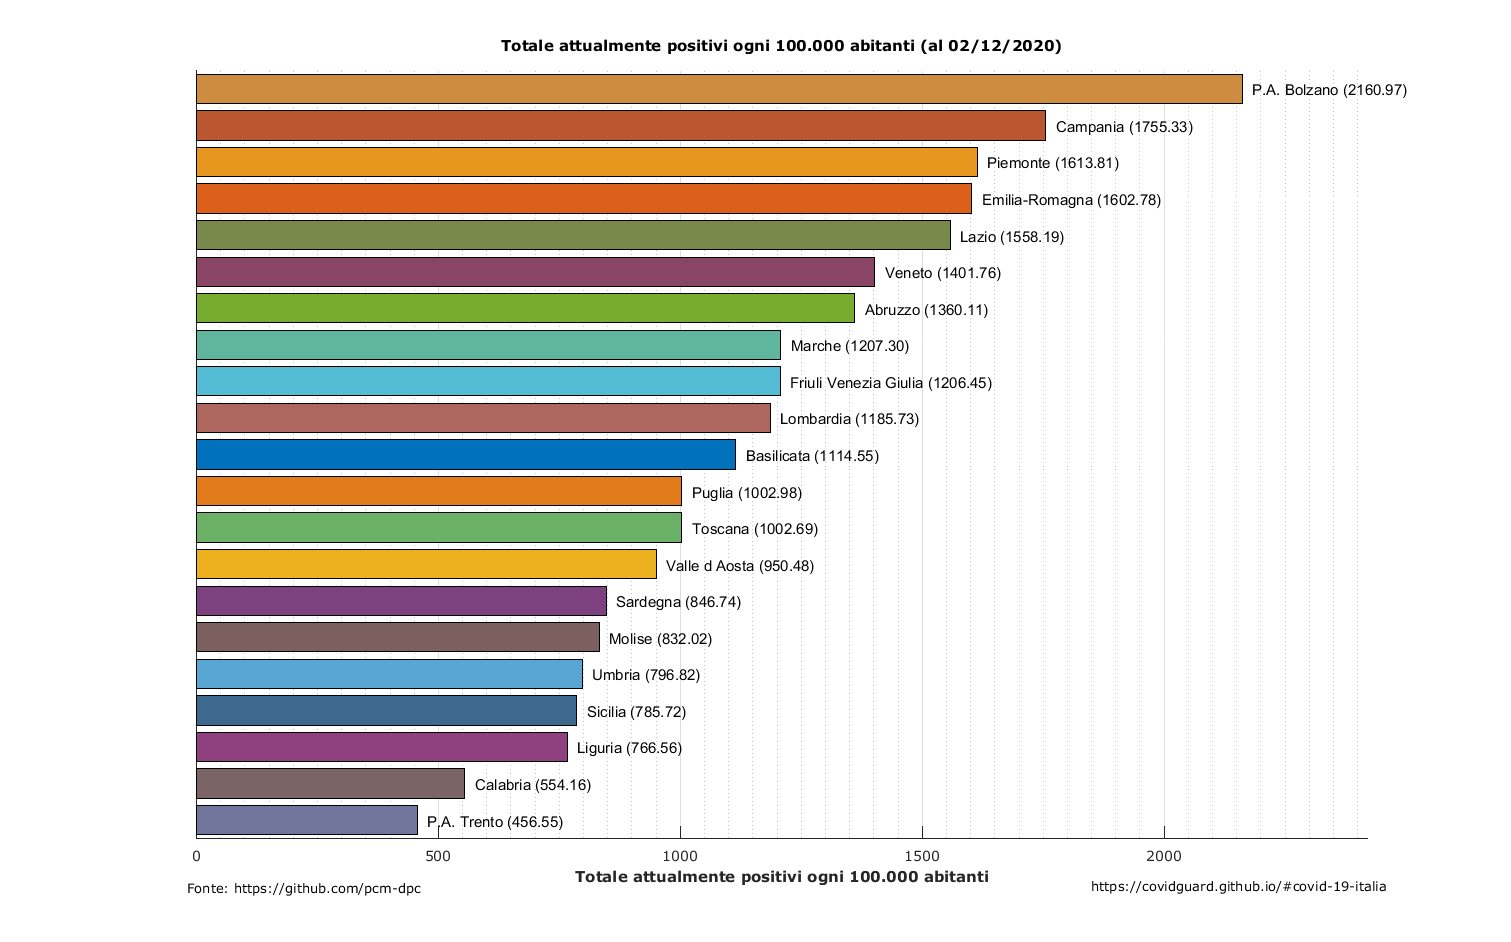 Totale attualmente positivi ogni 100.000 abitanti (al 02/12/2020)
P.A. Bolzano (2160.97)
Campania (1755.33)
Piemonte (1613.81)
Emilia-Romagna (1602.78)
Lazio (1558.19)
Veneto (1401.76)
Abruzzo (1360.11)
Marche (1207.30)
Friuli Venezia Giulia (1206.45)
Lombardia (1185.73)
Basilicata (1114.55)
Puglia (1002.98)
Toscana (1002.69)
Valle d Aosta (950.48)
Sardegna (846.74)
Molise (832.02)
Umbria (796.82)
Sicilia (785.72)
Liguria (766.56)
Calabria (554.16)
P.A. Trento (456.55)
0 500 1000 1500 2000
Totale attualmente positivi ogni 100.000 abitanti
Fonte: https://github.com/pcm-dpc
https://covidguard.github.io/#covid-19-italia